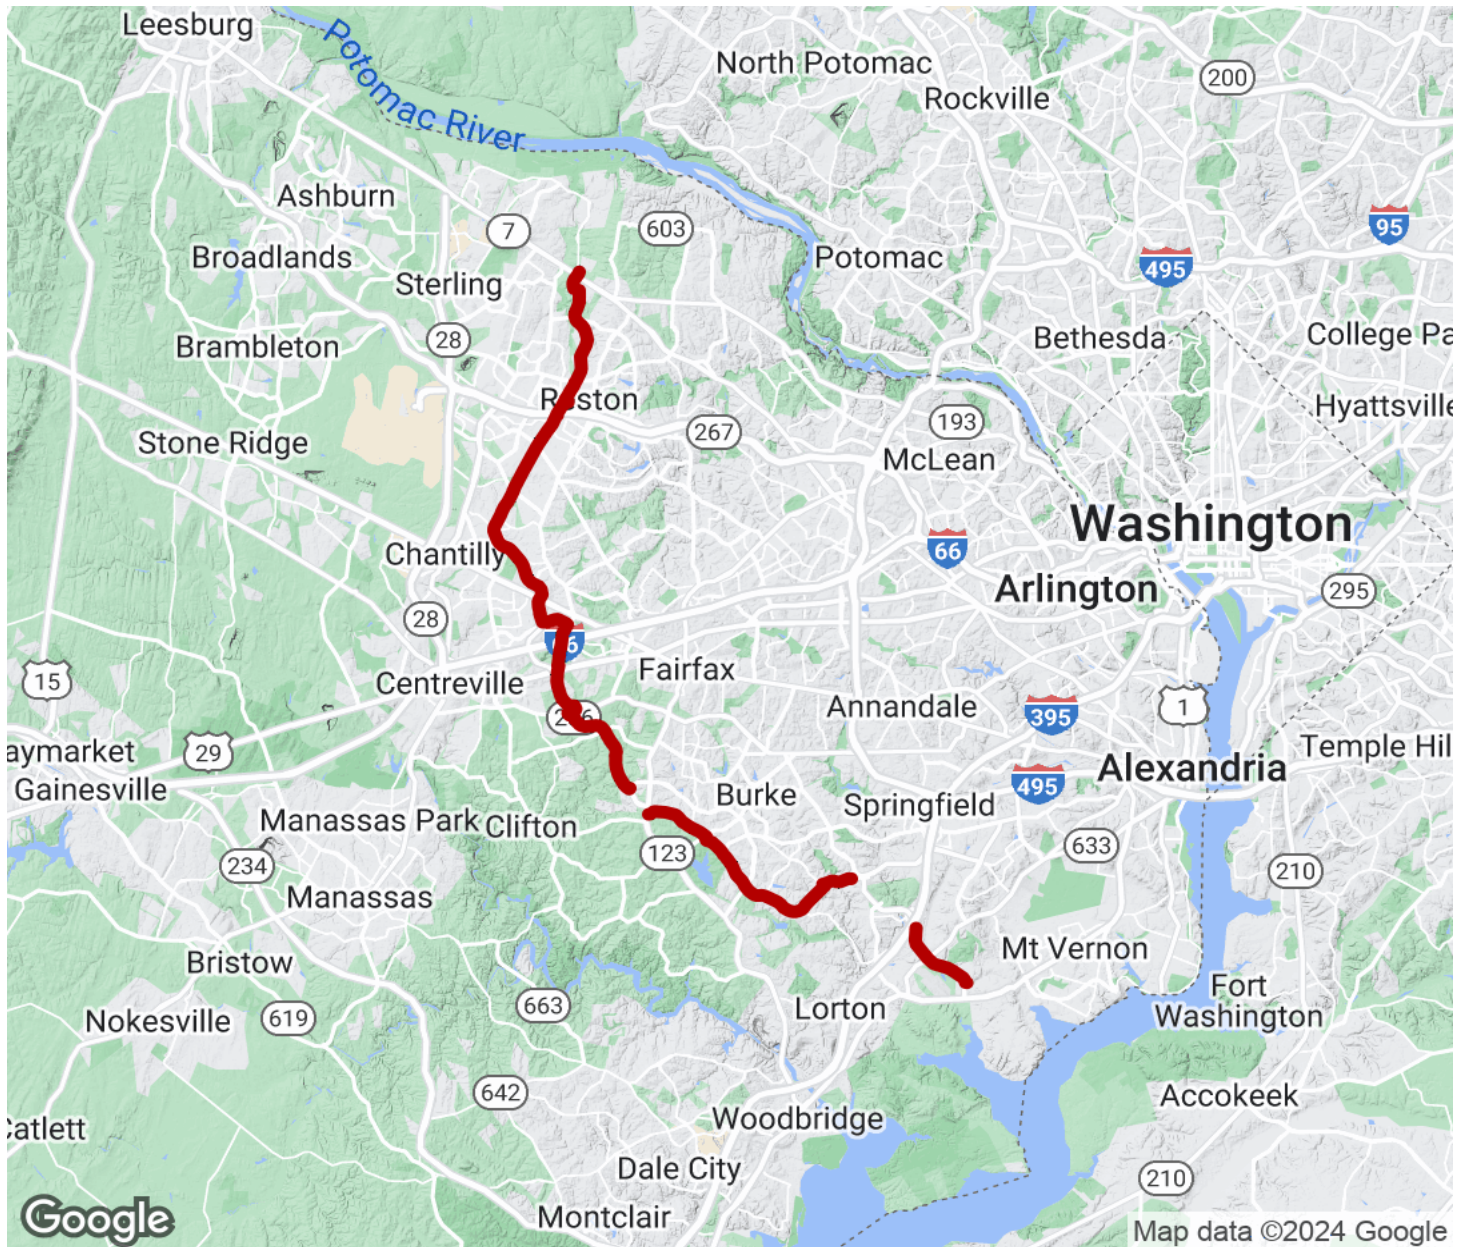 Leesburg
Potomac River
North Potomac
Rockville
200
Ashburn
7
603
95
Broadlands
Sterling
Potomac
495
28
Brambleton
Bethesda
College Pa
Reston
Hyattsville
193
267
Stone Ridge
McLean
Washington
Chantilly
66
Arlington
295
28
66
15
Centreville
Fairfax
Annandale
395
1
29
Temple Hil
aymarket
Gainesville
Burke
Springfield
495
Alexandria
Manassas Park
Clifton
123
633
234
210
Manassas
Mt Vernon
Bristow
Fort
Washington
663
Lorton
Nokesville
619
642
Accokeek
Woodbridge
Catlett
Dale City
210
Montclair
Google
Map data ©2024 Google